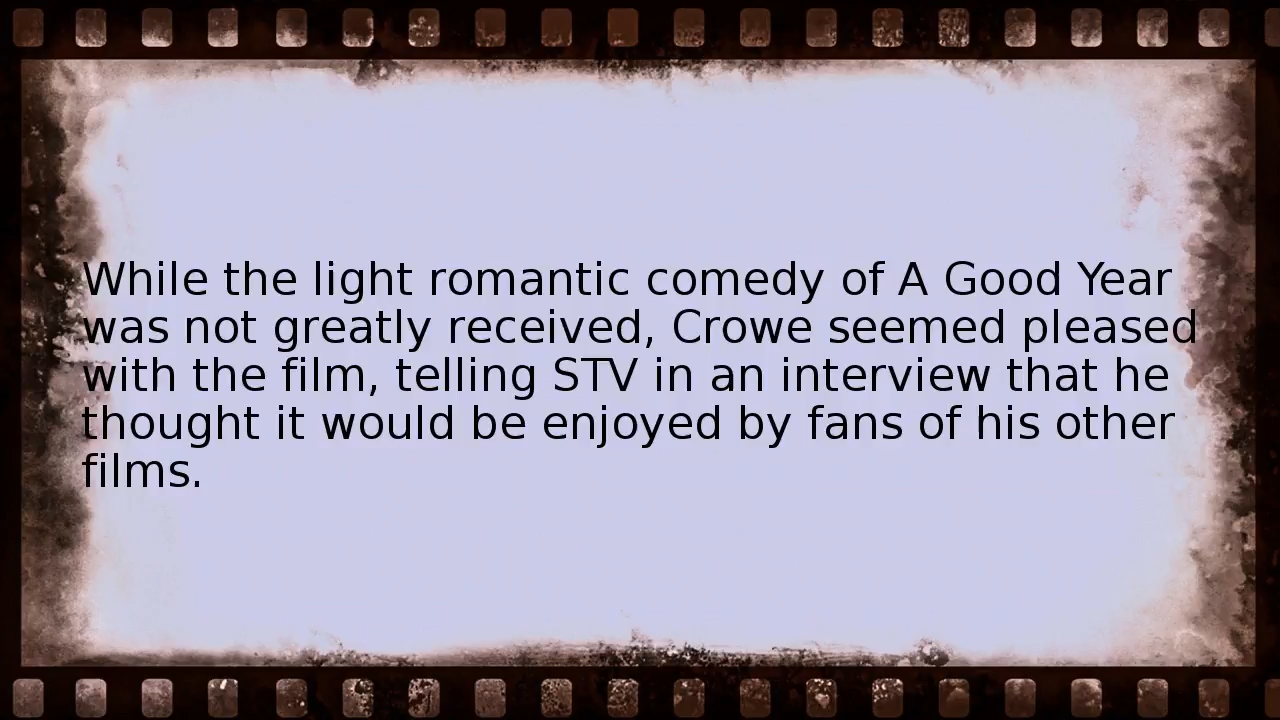 While the light romantic comedy of A Good Year
was not greatly received, Crowe seemed pleased
with the film, telling STV in an interview that he
thought it would be enjoyed by fans of his other
films.